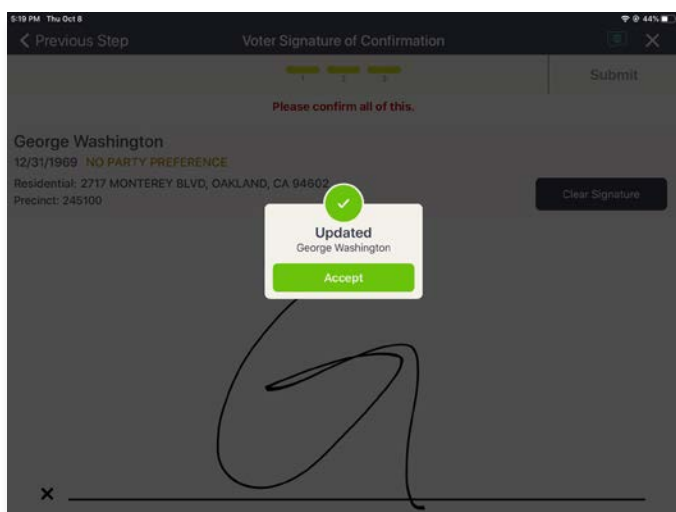 5:19 PM Thu Oct 8 44%
Previous Step Voter Signature of Confirmation
1 2 3 Submit
Please confirm all of this.
George Washington
12/31/1969 NO PARTY PREFERENCE
Residential: 2717 MONTEREY BLVD, OAKLAND, CA 94602
Precinct: 245100
Clear Signature
Updated
George Washington
Accept
X